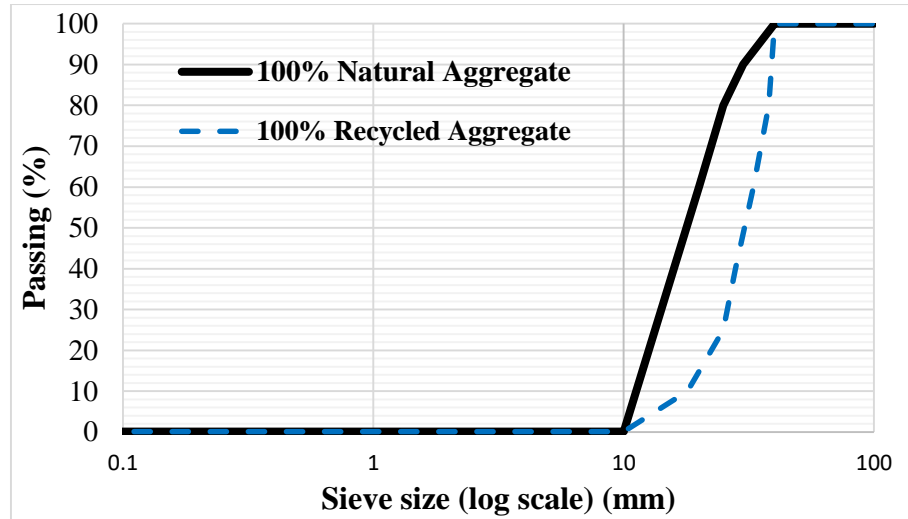 100
90
80
70
60
50
40
30
20
10
0
Passing (%)
100% Natural Aggregate
100% Recycled Aggregate
0.1 1 10 100
Sieve size (log scale) (mm)